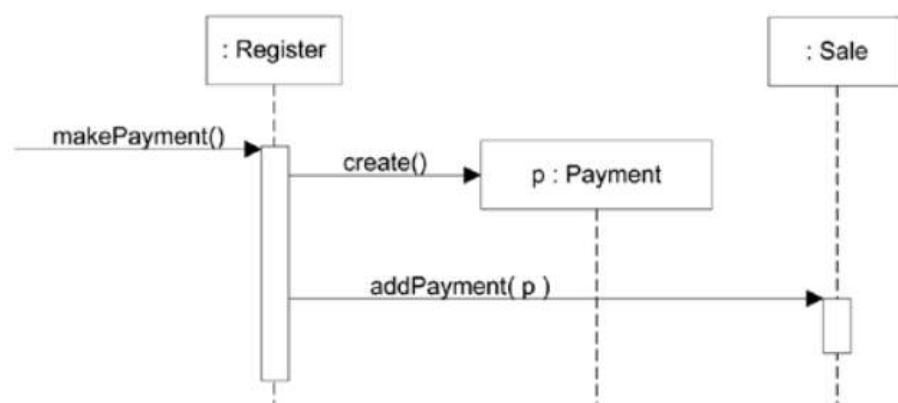 : Register
: Sale
makePayment()
create()
p : Payment
addPayment( p )